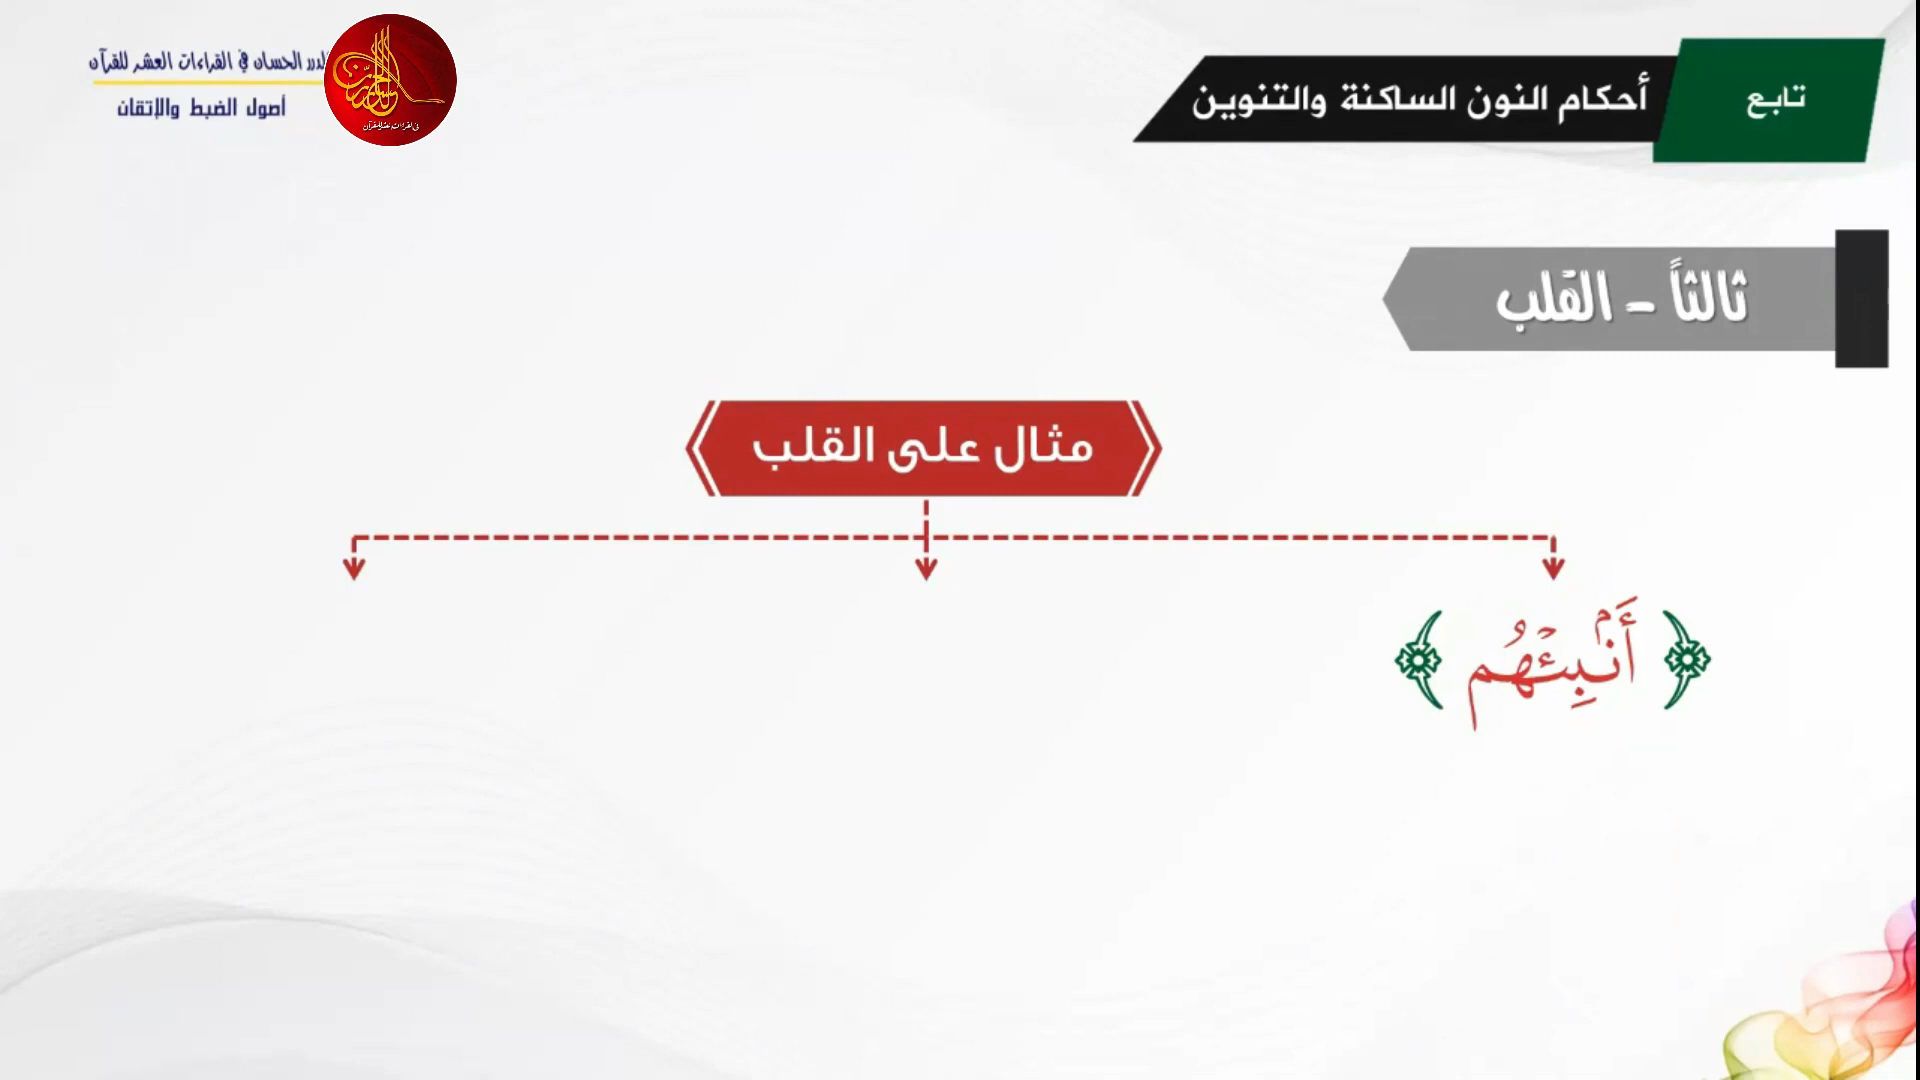 تابع
أحكام النون الساكنة والتنوين
الدرر الحسان في القراءات العشر للقرآن
أصول الضبط والإتقان
ثالثاً - القلب
مثال على القلب
﴿ أَنۢبِئۡهُم ﴾